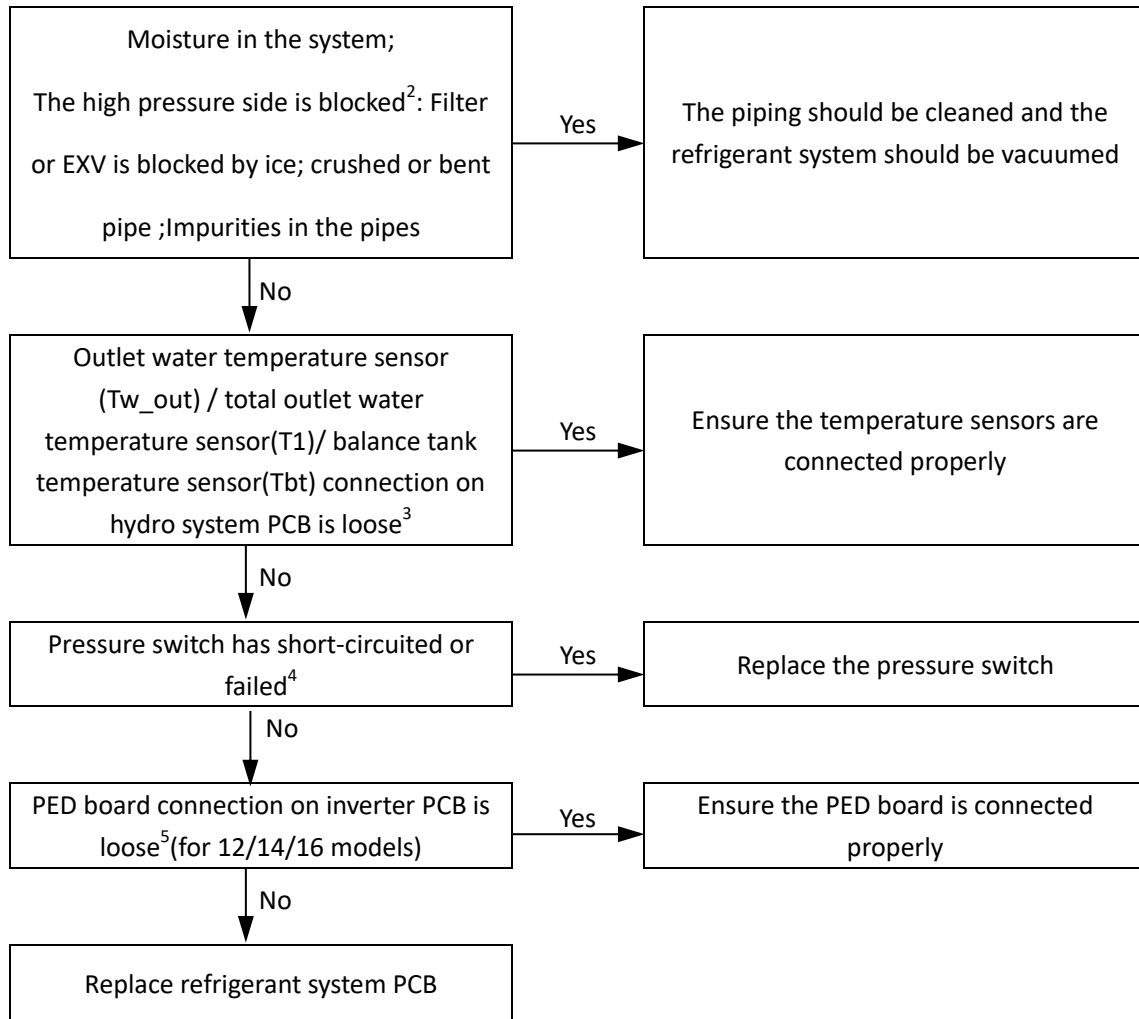 Moisture in the system;
The high pressure side is blocked²: Filter
or EXV is blocked by ice; crushed or bent
pipe ;Impurities in the pipes
Yes
The piping should be cleaned and the
refrigerant system should be vacuumed
No
Outlet water temperature sensor
(Tw_out) / total outlet water
temperature sensor(T1)/ balance tank
temperature sensor(Tbt) connection on
hydro system PCB is loose³
Yes
Ensure the temperature sensors are
connected properly
No
Pressure switch has short-circuited or
failed⁴
Yes
Replace the pressure switch
No
PED board connection on inverter PCB is
loose⁵(for 12/14/16 models)
Yes
Ensure the PED board is connected
properly
No
Replace refrigerant system PCB